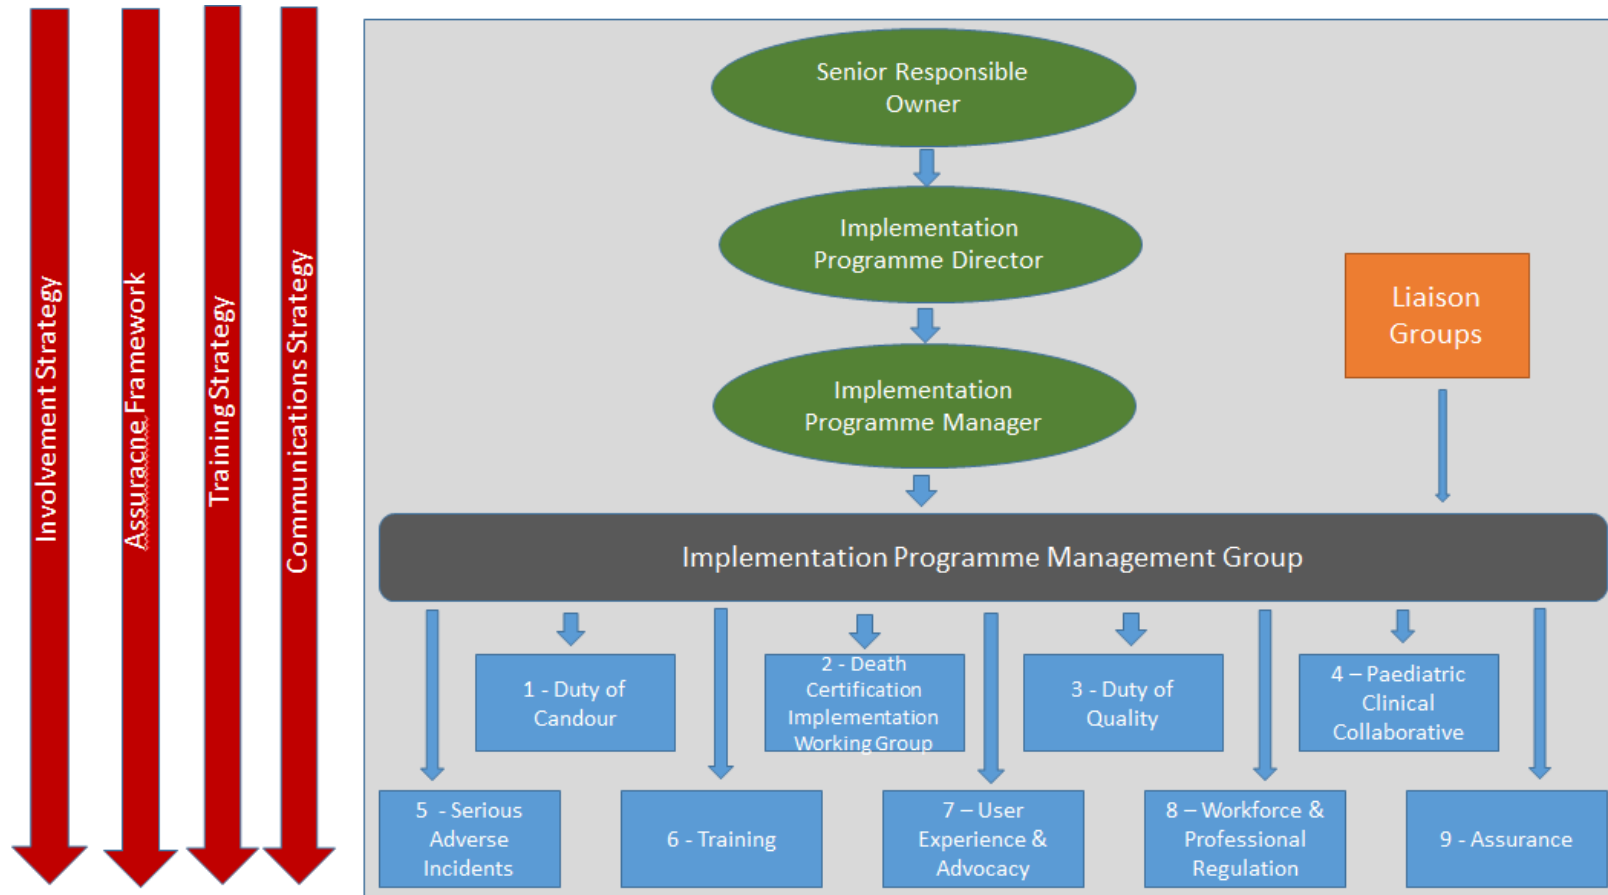 Involvement Strategy
Assuracne Framework
Training Strategy
Communications Strategy
Senior Responsible
Owner
Implementation
Programme Director
Liaison
Groups
Implementation
Programme Manager
Implementation Programme Management Group
1 - Duty of
Candour
2 - Death
Certification
Implementation
Working Group
3 - Duty of
Quality
4 – Paediatric
Clinical
Collaborative
5  - Serious
Adverse
Incidents
6 - Training
7 – User
Experience &
Advocacy
8 – Workforce &
Professional
Regulation
9 - Assurance